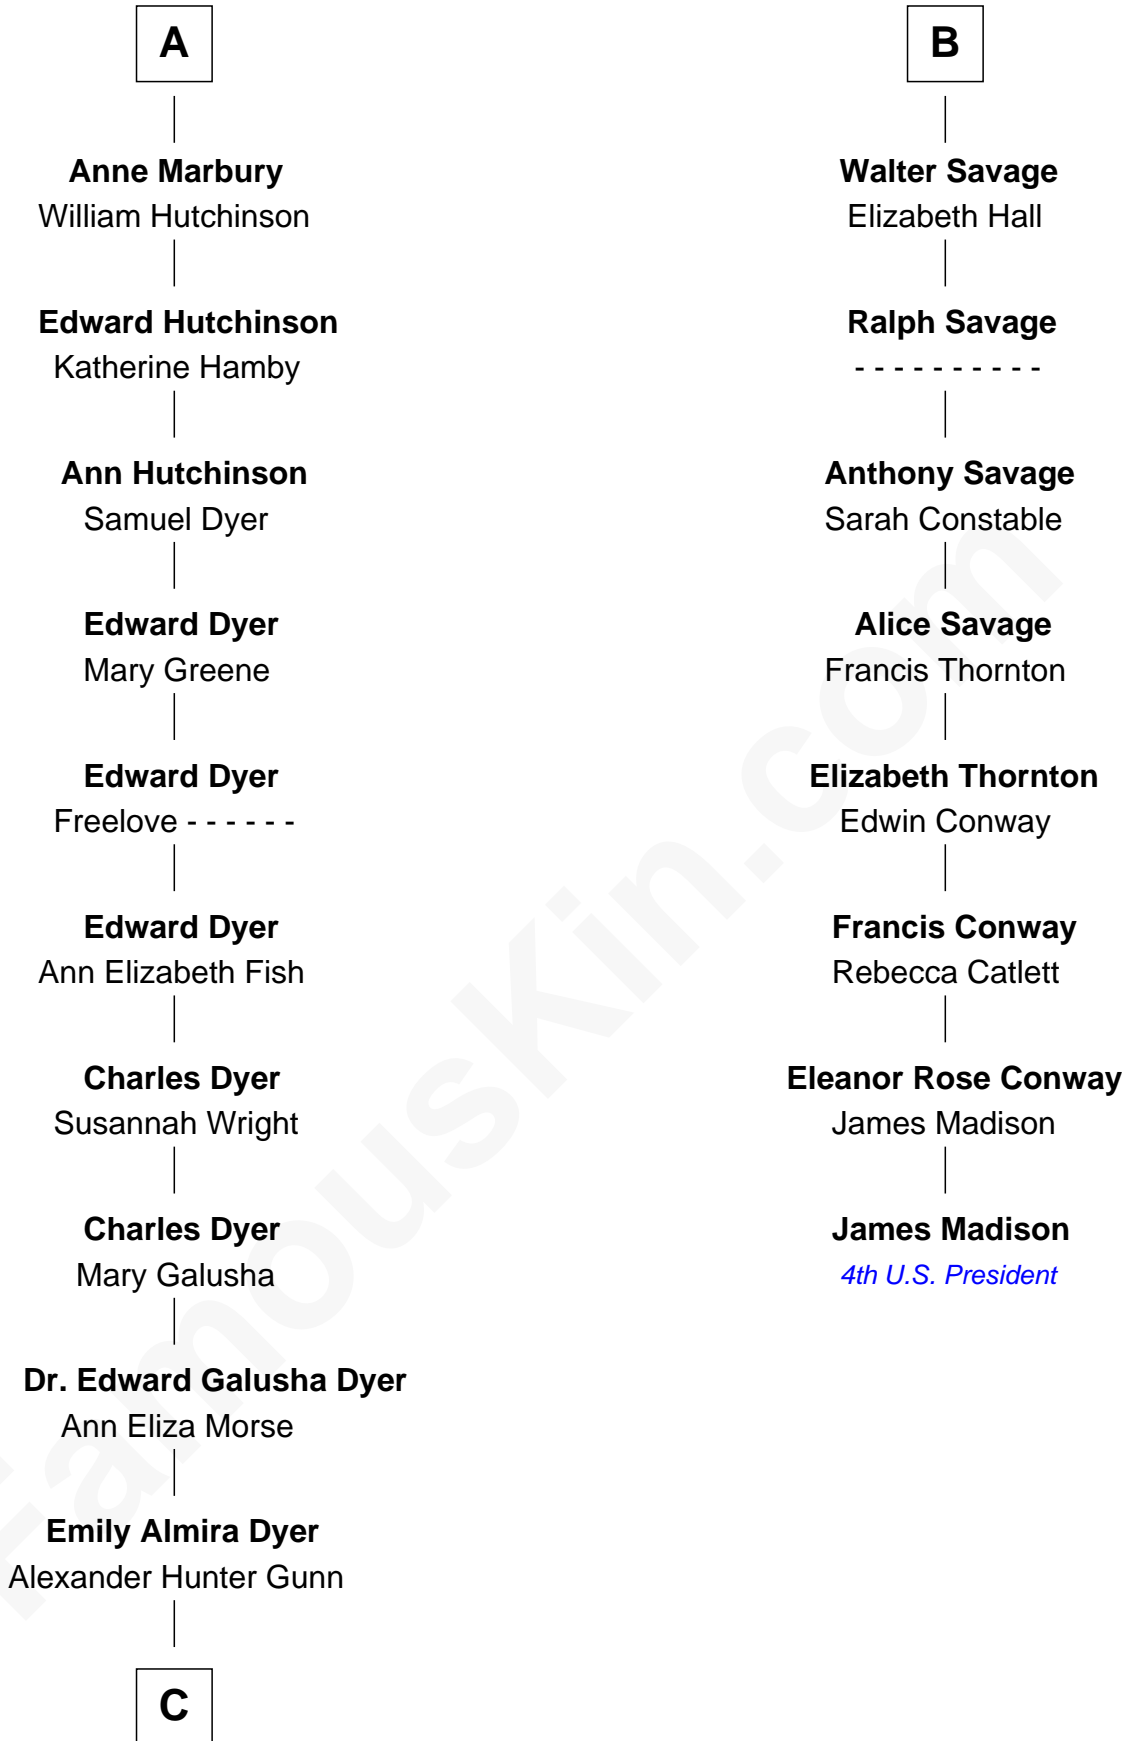 A
Anne Marbury
William Hutchinson
Edward Hutchinson
Katherine Hamby
Ann Hutchinson
Samuel Dyer
Edward Dyer
Mary Greene
Edward Dyer
Freelove - - - - - -
Edward Dyer
Ann Elizabeth Fish
Charles Dyer
Susannah Wright
Charles Dyer
Mary Galusha
Dr. Edward Galusha Dyer
Ann Eliza Morse
Emily Almira Dyer
Alexander Hunter Gunn
C
B
Walter Savage
Elizabeth Hall
Ralph Savage
- - - - - - - - - -
Anthony Savage
Sarah Constable
Alice Savage
Francis Thornton
Elizabeth Thornton
Edwin Conway
Francis Conway
Rebecca Catlett
Eleanor Rose Conway
James Madison
James Madison
4th U.S. President
FamousKin.com